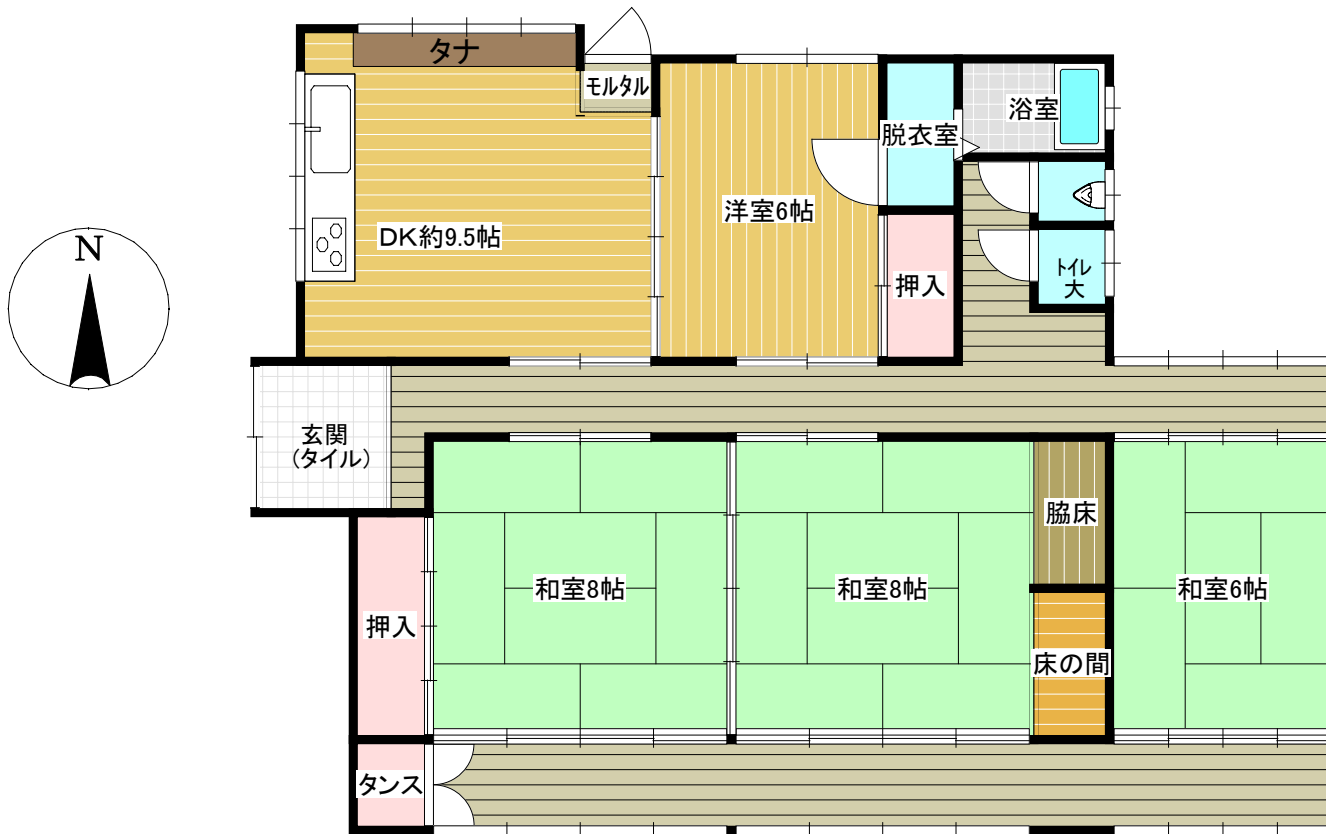 タナ
モルタル
浴室
脱衣室
洋室6帖
DK約9.5帖
N
押入
トイレ
大
玄関
(タイル)
脇床
和室8帖
和室8帖
和室6帖
押入
床の間
タンス